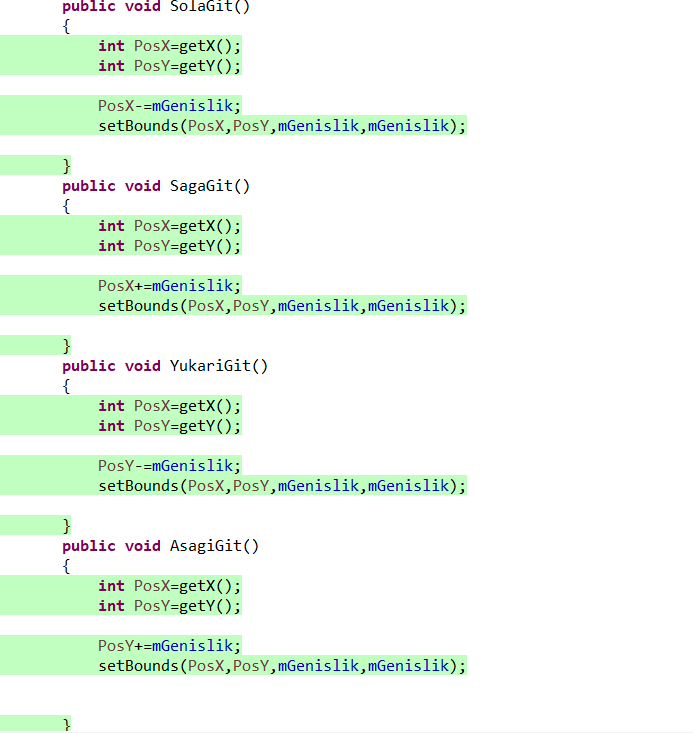 public void SolaGit()
{
int PosX=getX();
int PosY=getY();
PosX-=mGenislik;
setBounds(PosX,PosY,mGenislik,mGenislik);
}
public void SagaGit()
{
int PosX=getX();
int PosY=getY();
PosX+=mGenislik;
setBounds(PosX,PosY,mGenislik,mGenislik);
}
public void YukariGit()
{
int PosX=getX();
int PosY=getY();
PosY-=mGenislik;
setBounds(PosX,PosY,mGenislik,mGenislik);
}
public void AsagiGit()
{
int PosX=getX();
int PosY=getY();
PosY+=mGenislik;
setBounds(PosX,PosY,mGenislik,mGenislik);
}